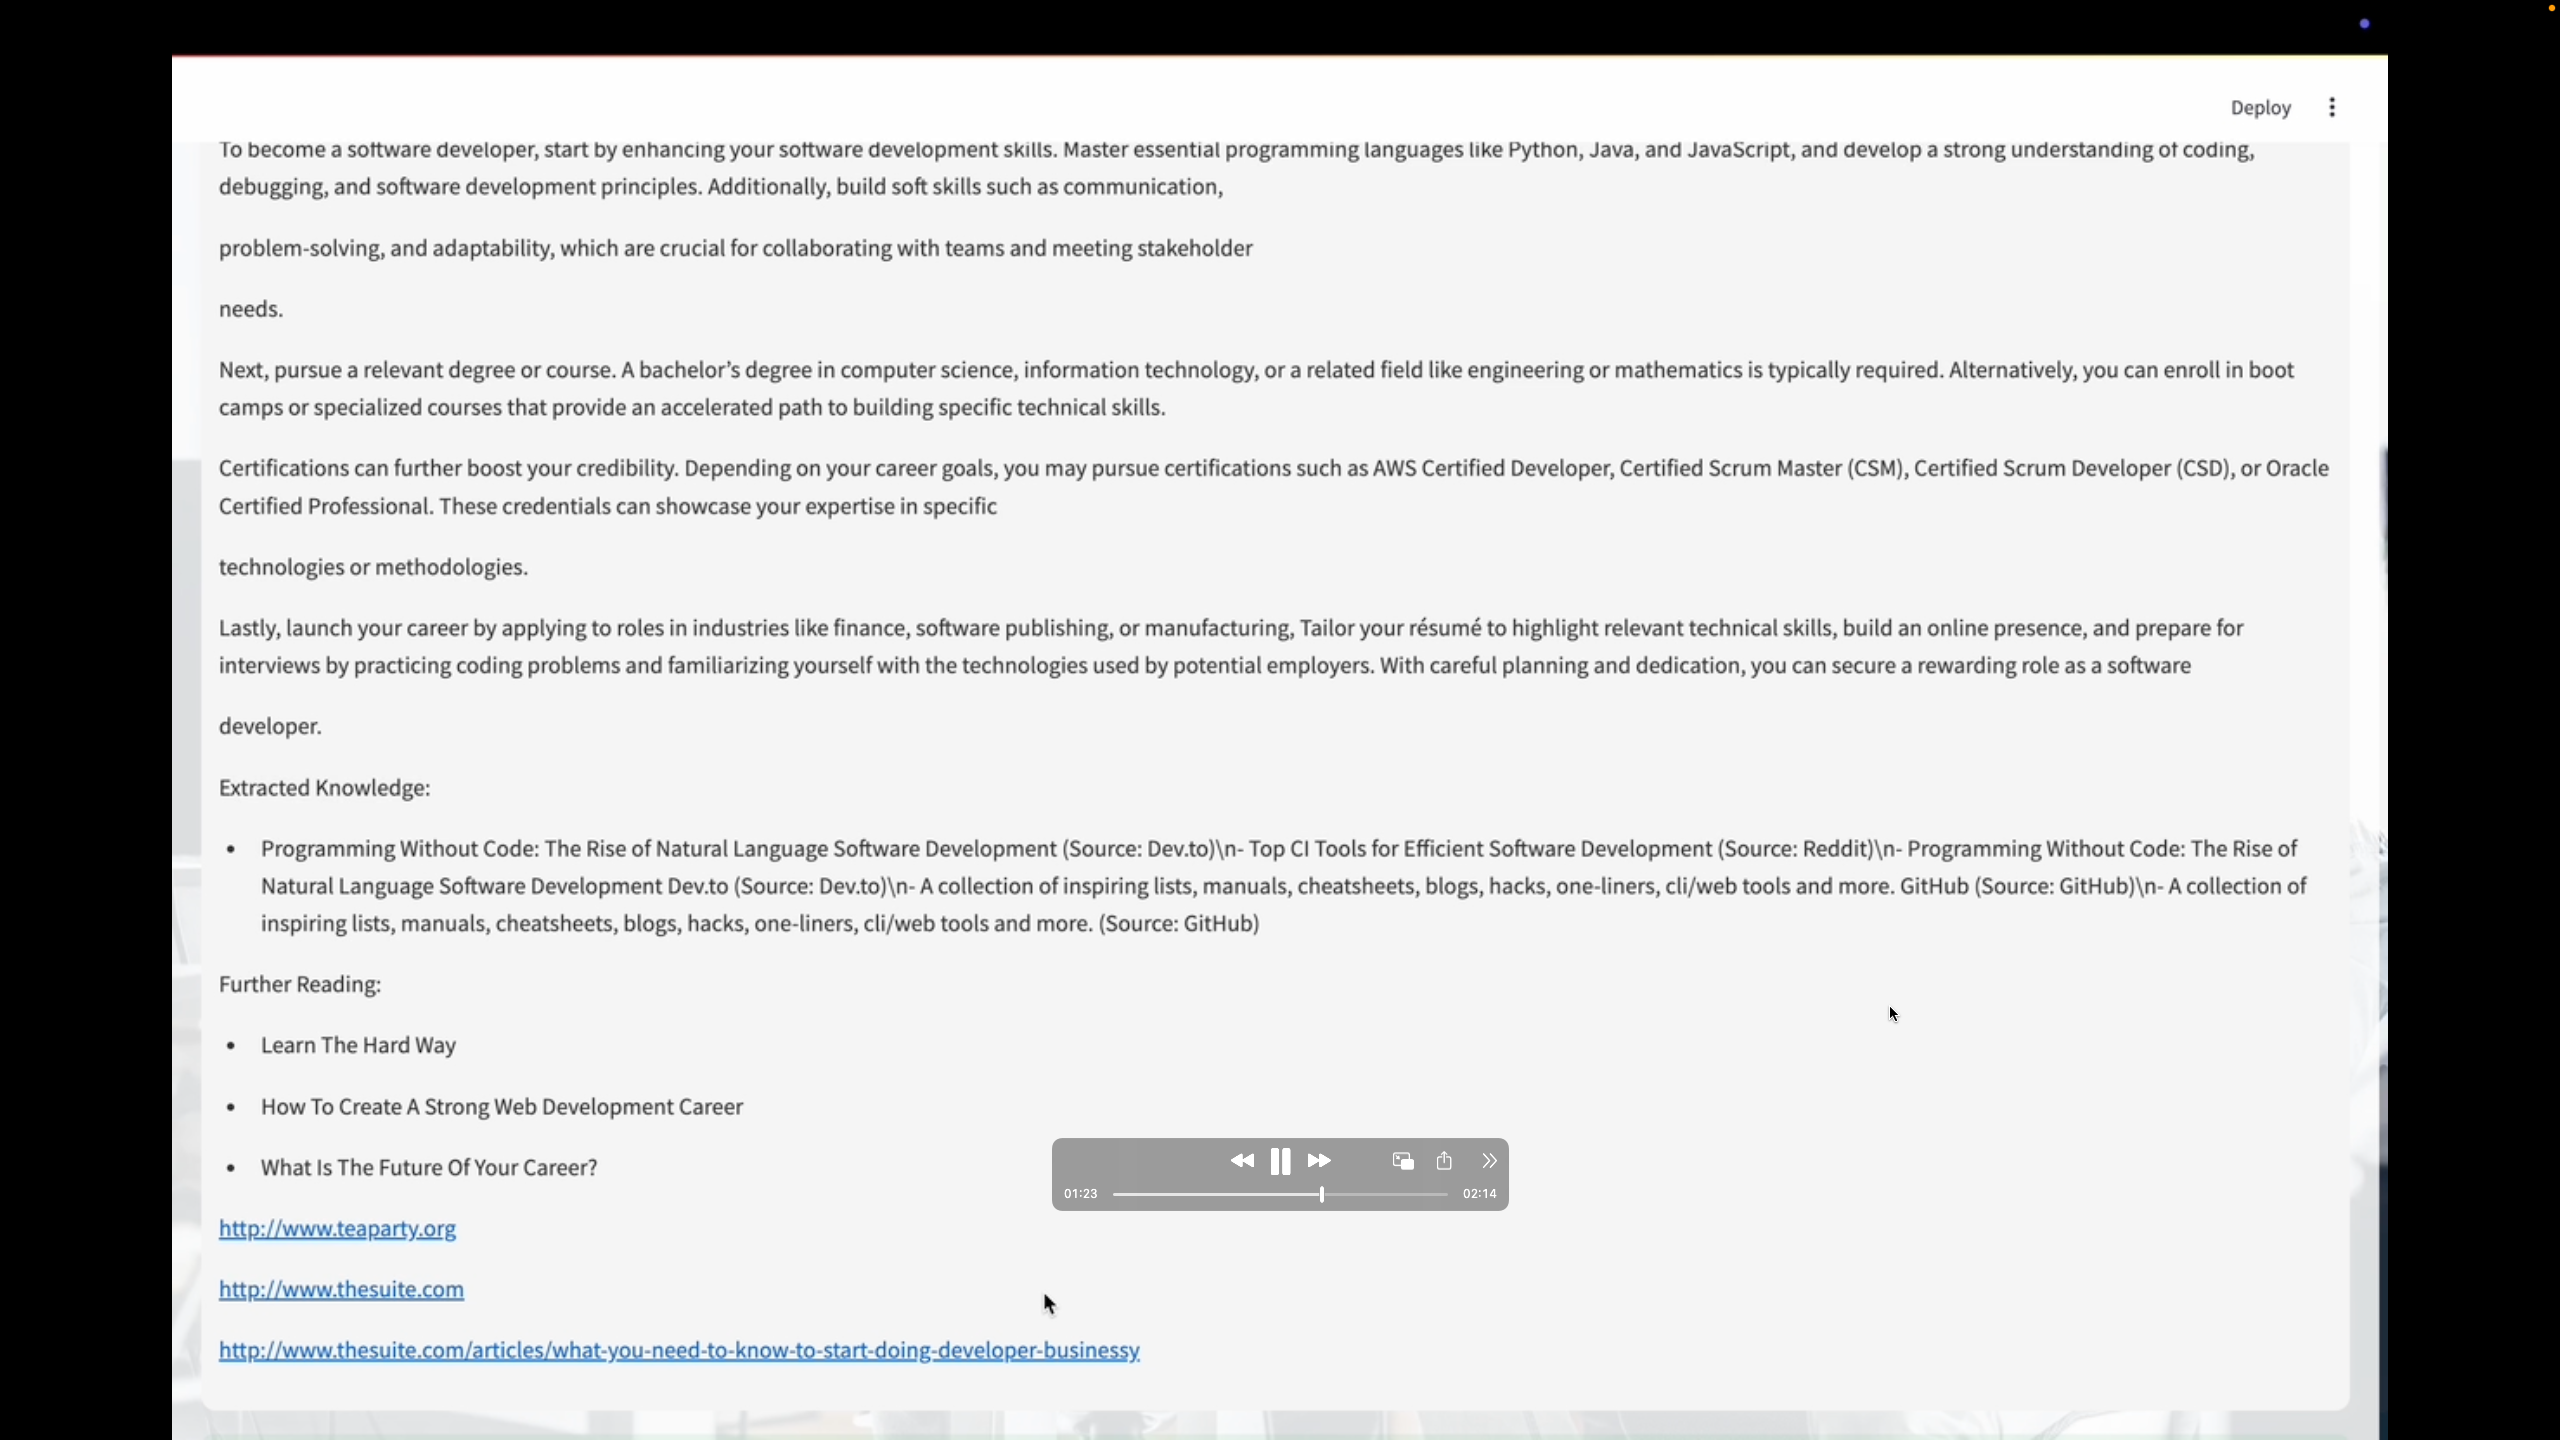 Deploy
To become a software developer, start by enhancing your software development skills. Master essential programming languages like Python, Java, and JavaScript, and develop a strong understanding of coding,
debugging, and software development principles. Additionally, build soft skills such as communication,
problem-solving, and adaptability, which are crucial for collaborating with teams and meeting stakeholder
needs.
Next, pursue a relevant degree or course. A bachelor’s degree in computer science, information technology, or a related field like engineering or mathematics is typically required. Alternatively, you can enroll in boot
camps or specialized courses that provide an accelerated path to building specific technical skills.
Certifications can further boost your credibility. Depending on your career goals, you may pursue certifications such as AWS Certified Developer, Certified Scrum Master (CSM), Certified Scrum Developer (CSD), or Oracle
Certified Professional. These credentials can showcase your expertise in specific
technologies or methodologies.
Lastly, launch your career by applying to roles in industries like finance, software publishing, or manufacturing, Tailor your résumé to highlight relevant technical skills, build an online presence, and prepare for
interviews by practicing coding problems and familiarizing yourself with the technologies used by potential employers. With careful planning and dedication, you can secure a rewarding role as a software
developer.
Extracted Knowledge:
• Programming Without Code: The Rise of Natural Language Software Development (Source: Dev.to)\n- Top CI Tools for Efficient Software Development (Source: Reddit)\n- Programming Without Code: The Rise of
Natural Language Software Development Dev.to (Source: Dev.to)\n- A collection of inspiring lists, manuals, cheatsheets, blogs, hacks, one-liners, cli/web tools and more. GitHub (Source: GitHub)\n- A collection of
inspiring lists, manuals, cheatsheets, blogs, hacks, one-liners, cli/web tools and more. (Source: GitHub)
Further Reading:
• Learn The Hard Way
• How To Create A Strong Web Development Career
• What Is The Future Of Your Career?
01:23
02:14
http://www.teaparty.org
http://www.thesuite.com
http://www.thesuite.com/articles/what-you-need-to-know-to-start-doing-developer-businessy